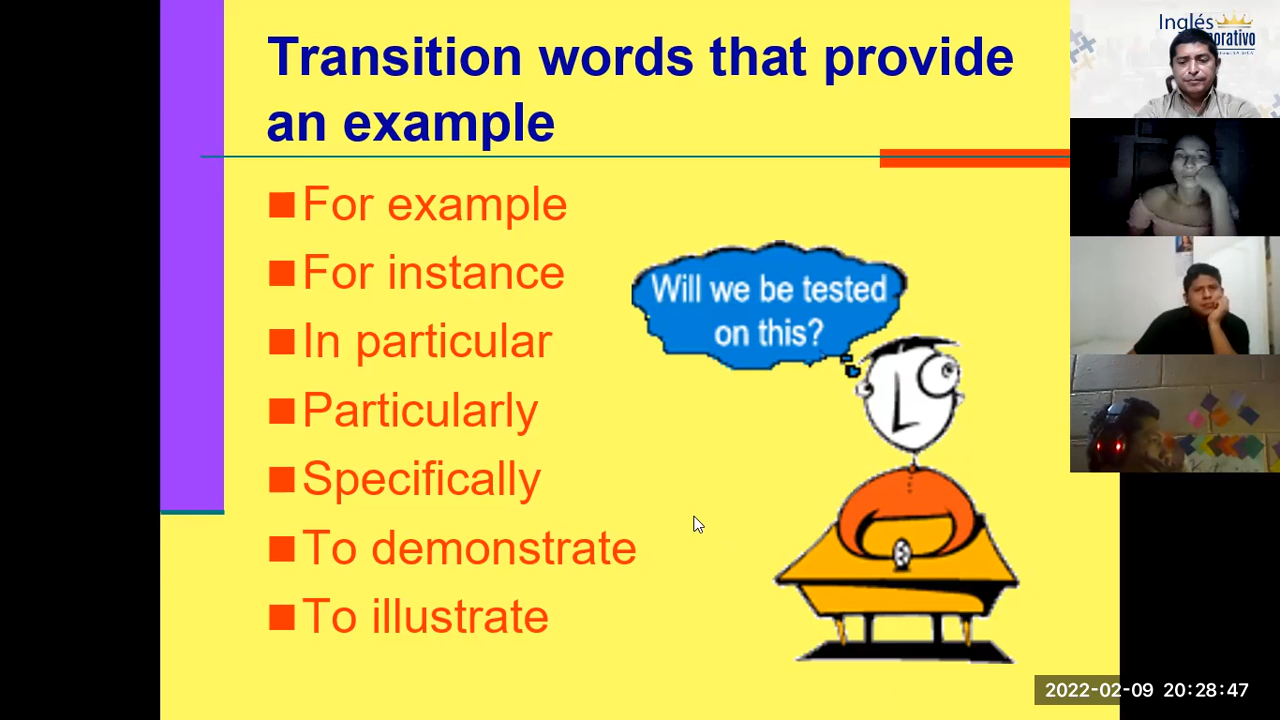 Transition words that provide
an example
For example
For instance
In particular
Particularly
Specifically
To demonstrate
To illustrate
Will we be tested
on this?
Inglés
2022-02-09 20:28:47